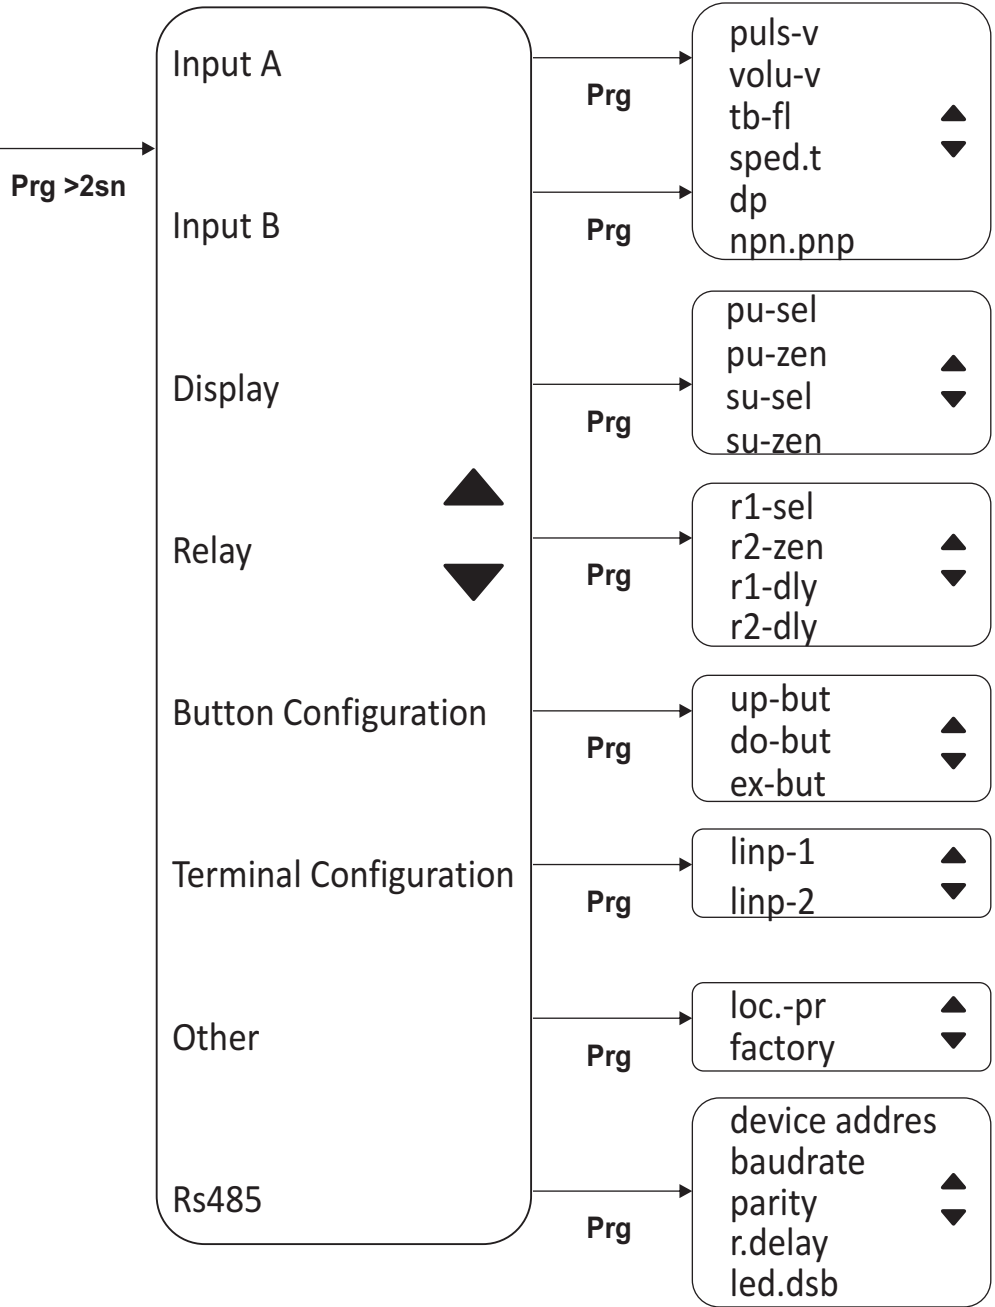 Prg >2sn
Input A
Input B
Display
Relay
Button Configuration
Terminal Configuration
Other
Rs485
Prg
puls-v
volu-v
tb-fl
sped.t
dp
npn.pnp
Prg
Prg
pu-sel
pu-zen
su-sel
su-zen
Prg
r1-sel
r2-zen
r1-dly
r2-dly
Prg
up-but
do-but
ex-but
Prg
linp-1
linp-2
Prg
loc.-pr
factory
Prg
device addres
baudrate
parity
r.delay
led.dsb